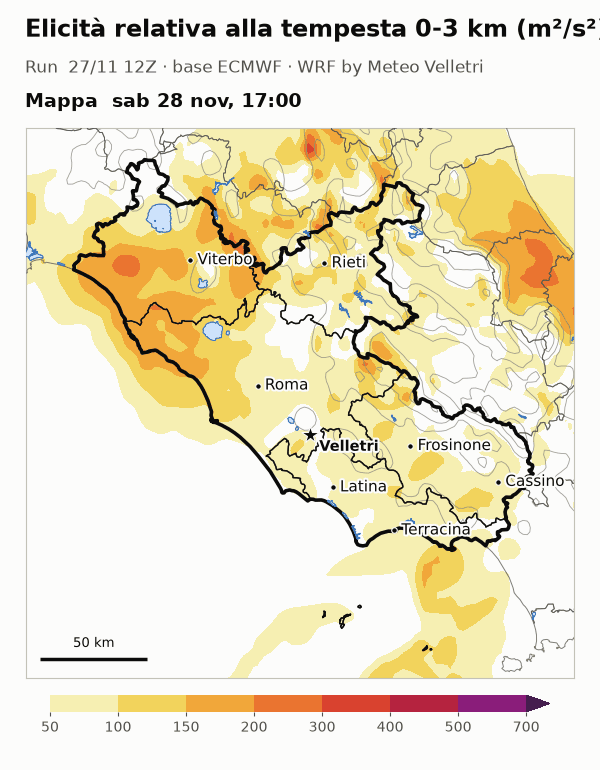 Elicità relativa alla tempesta 0-3 km (m²/s²)
Run 27/11 12Z · base ECMWF · WRF by Meteo Velletri
Mappa sab 28 nov, 17:00
Viterbo
Rieti
Roma
Velletri
Frosinone
Latina
Cassino
Terracina
50 km
50 100 150 200 300 400 500 700